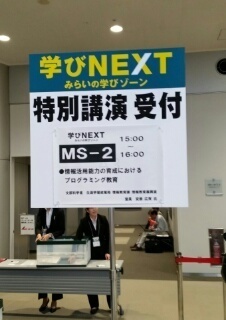 学びNEXT
みらいの学びゾーン
特別講演 受付
学びNEXT
15:00
MS-2
16:00
●情報活用能力の育成における
プログラミング教育